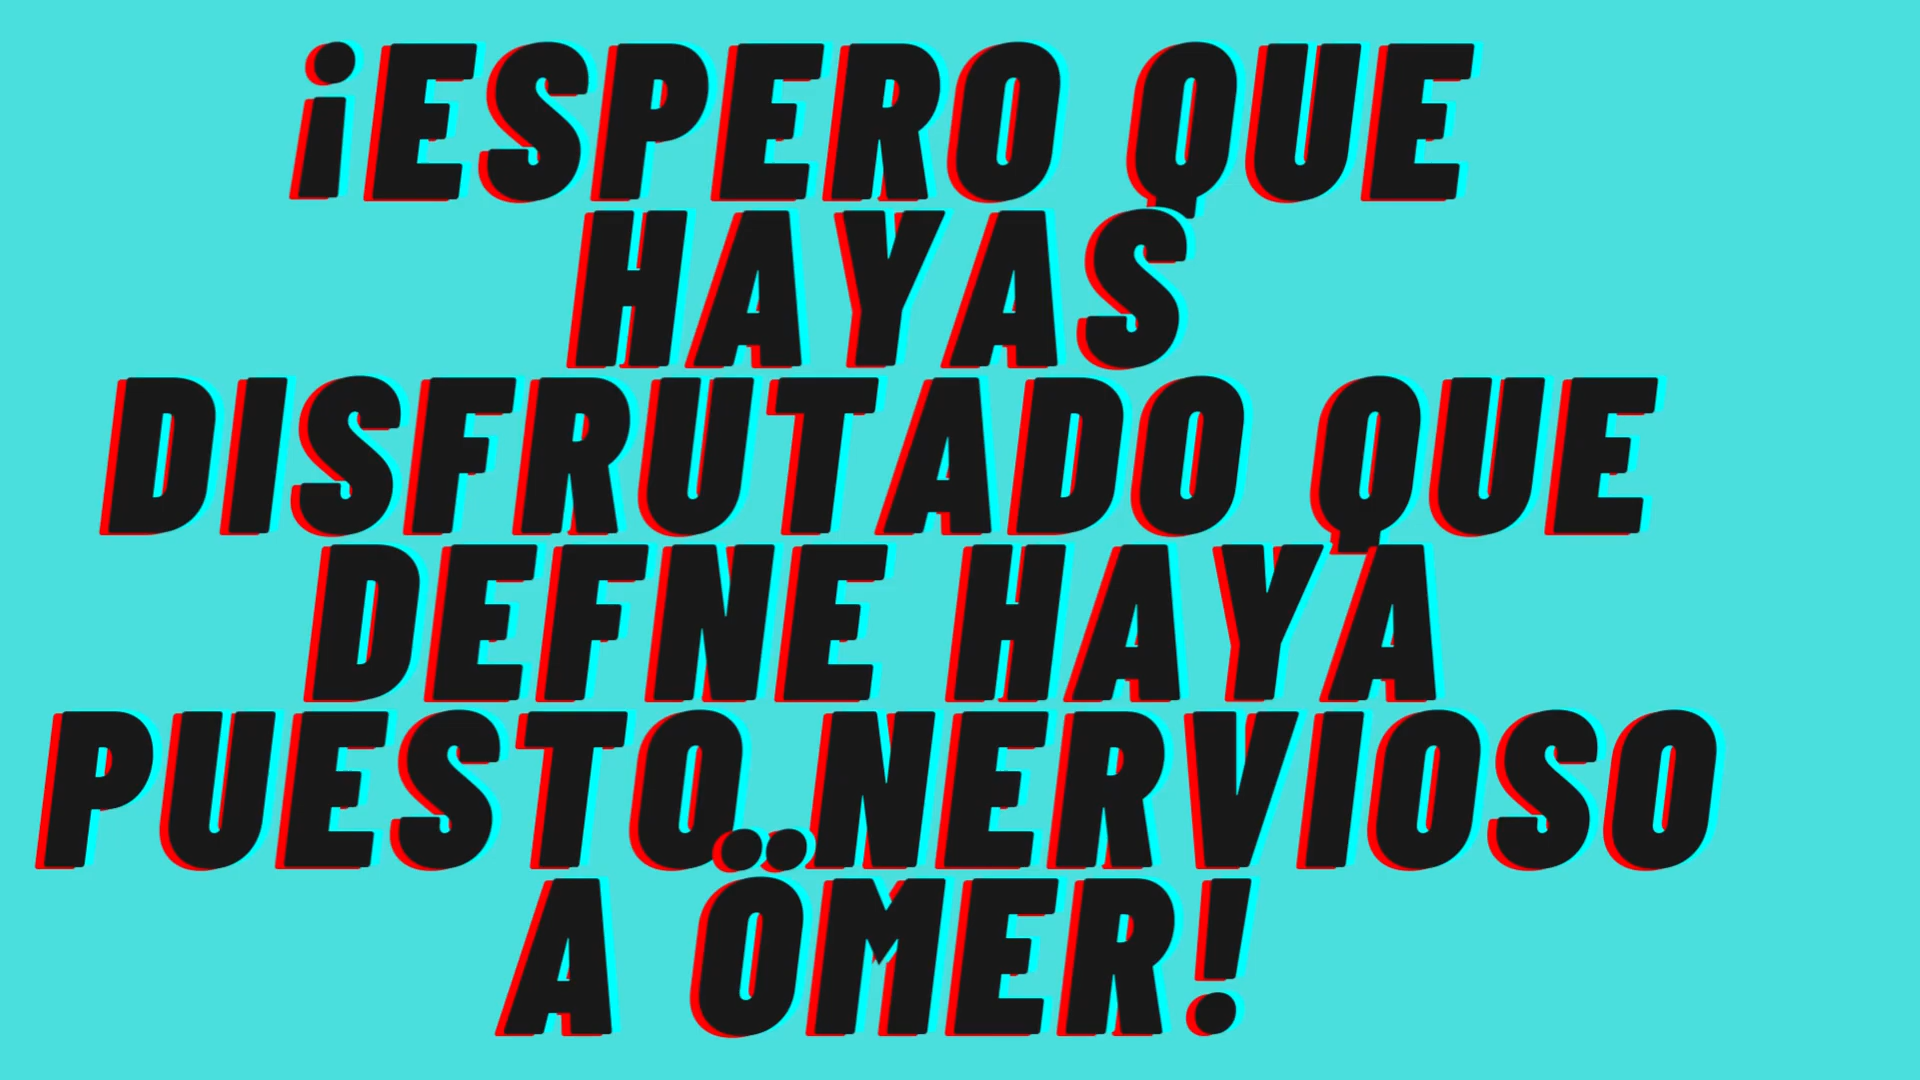 ¡ESPERO QUE
HAYAS
DISFRUTADO QUE
DEFNE HAYA
PUESTO NERVIOSO
A ÖMER!